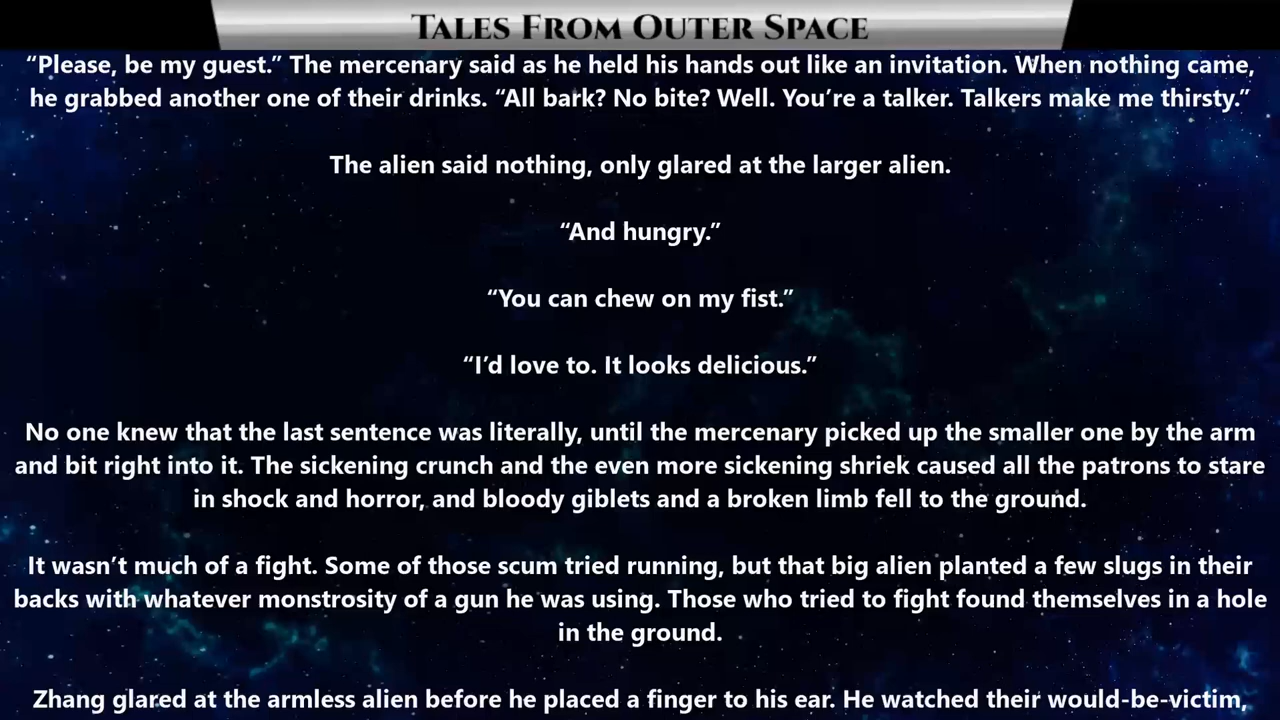 Tales From Outer Space
“Please, be my guest.” The mercenary said as he held his hands out like an invitation. When nothing came,
he grabbed another one of their drinks. “All bark? No bite? Well. You’re a talker. Talkers make me thirsty.”
The alien said nothing, only glared at the larger alien.
“And hungry.”
“You can chew on my fist.”
“I’d love to. It looks delicious.”
No one knew that the last sentence was literally, until the mercenary picked up the smaller one by the arm
and bit right into it. The sickening crunch and the even more sickening shriek caused all the patrons to stare
in shock and horror, and bloody giblets and a broken limb fell to the ground.
It wasn’t much of a fight. Some of those scum tried running, but that big alien planted a few slugs in their
backs with whatever monstrosity of a gun he was using. Those who tried to fight found themselves in a hole
in the ground.
Zhang glared at the armless alien before he placed a finger to his ear. He watched their would-be-victim,